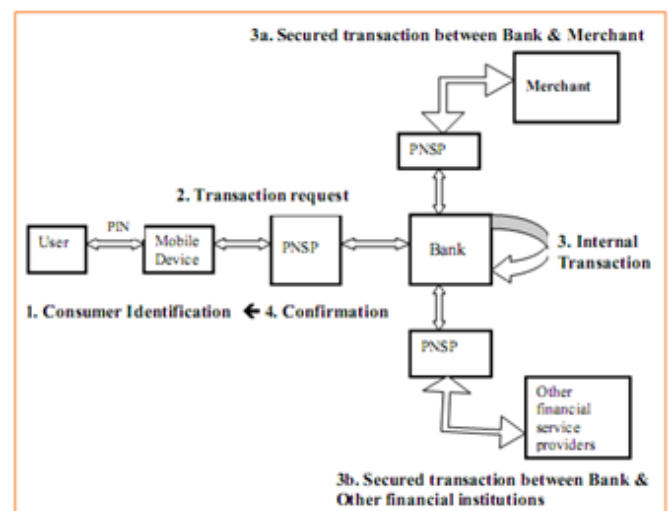 3a. Secured transaction between Bank & Merchant
Merchant
PNSP
2. Transaction request
User
PIN
Mobile
Device
PNSP
Bank
3. Internal
Transaction
1. Consumer Identification ← 4. Confirmation
PNSP
Other
financial
service
providers
3b. Secured transaction between Bank &
Other financial institutions